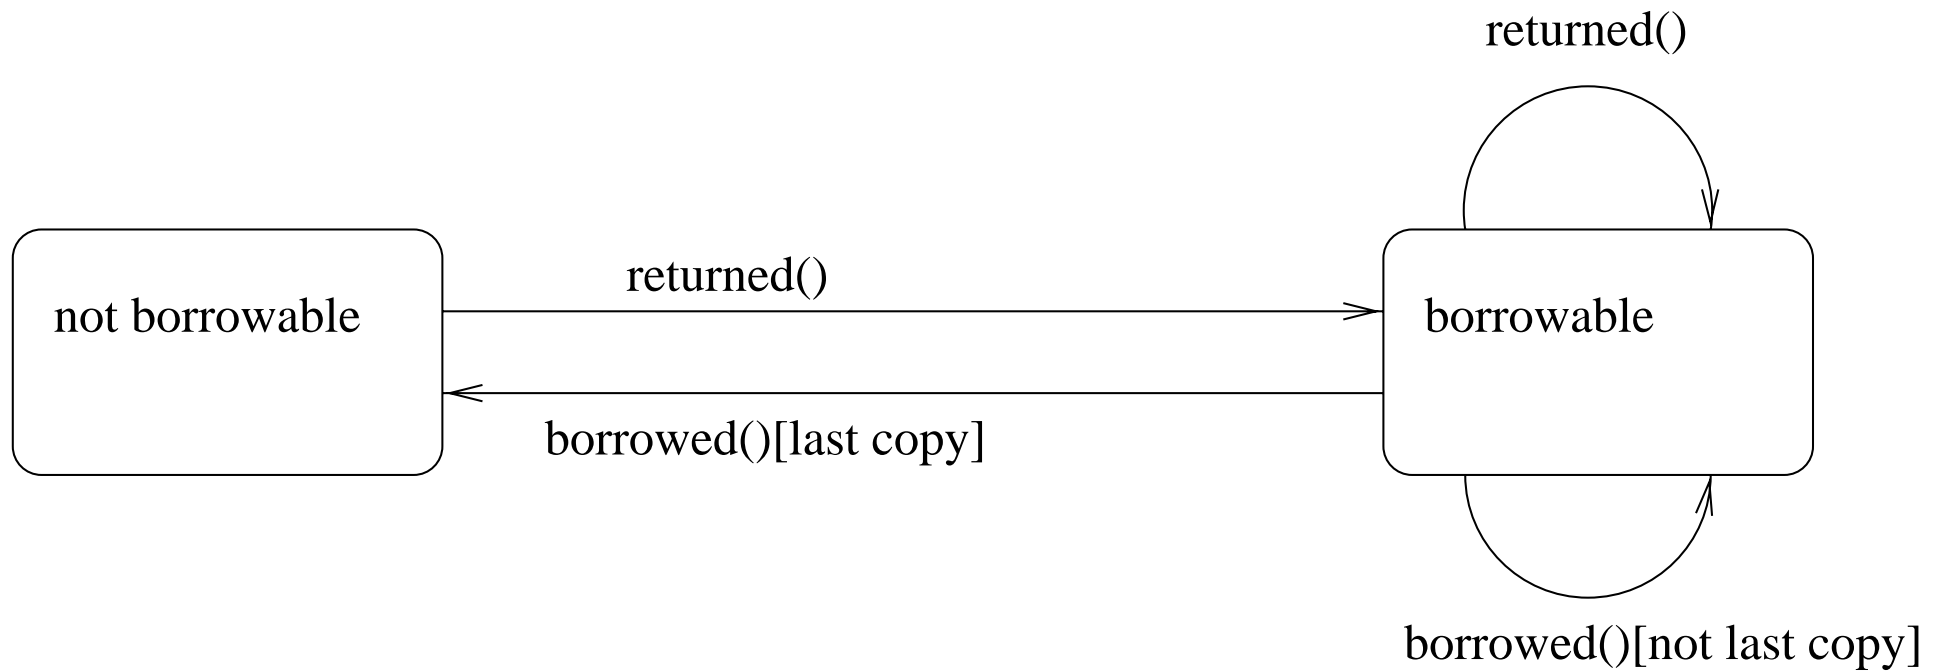 returned()
returned()
not borrowable
borrowable
borrowed()[last copy]
borrowed()[not last copy]